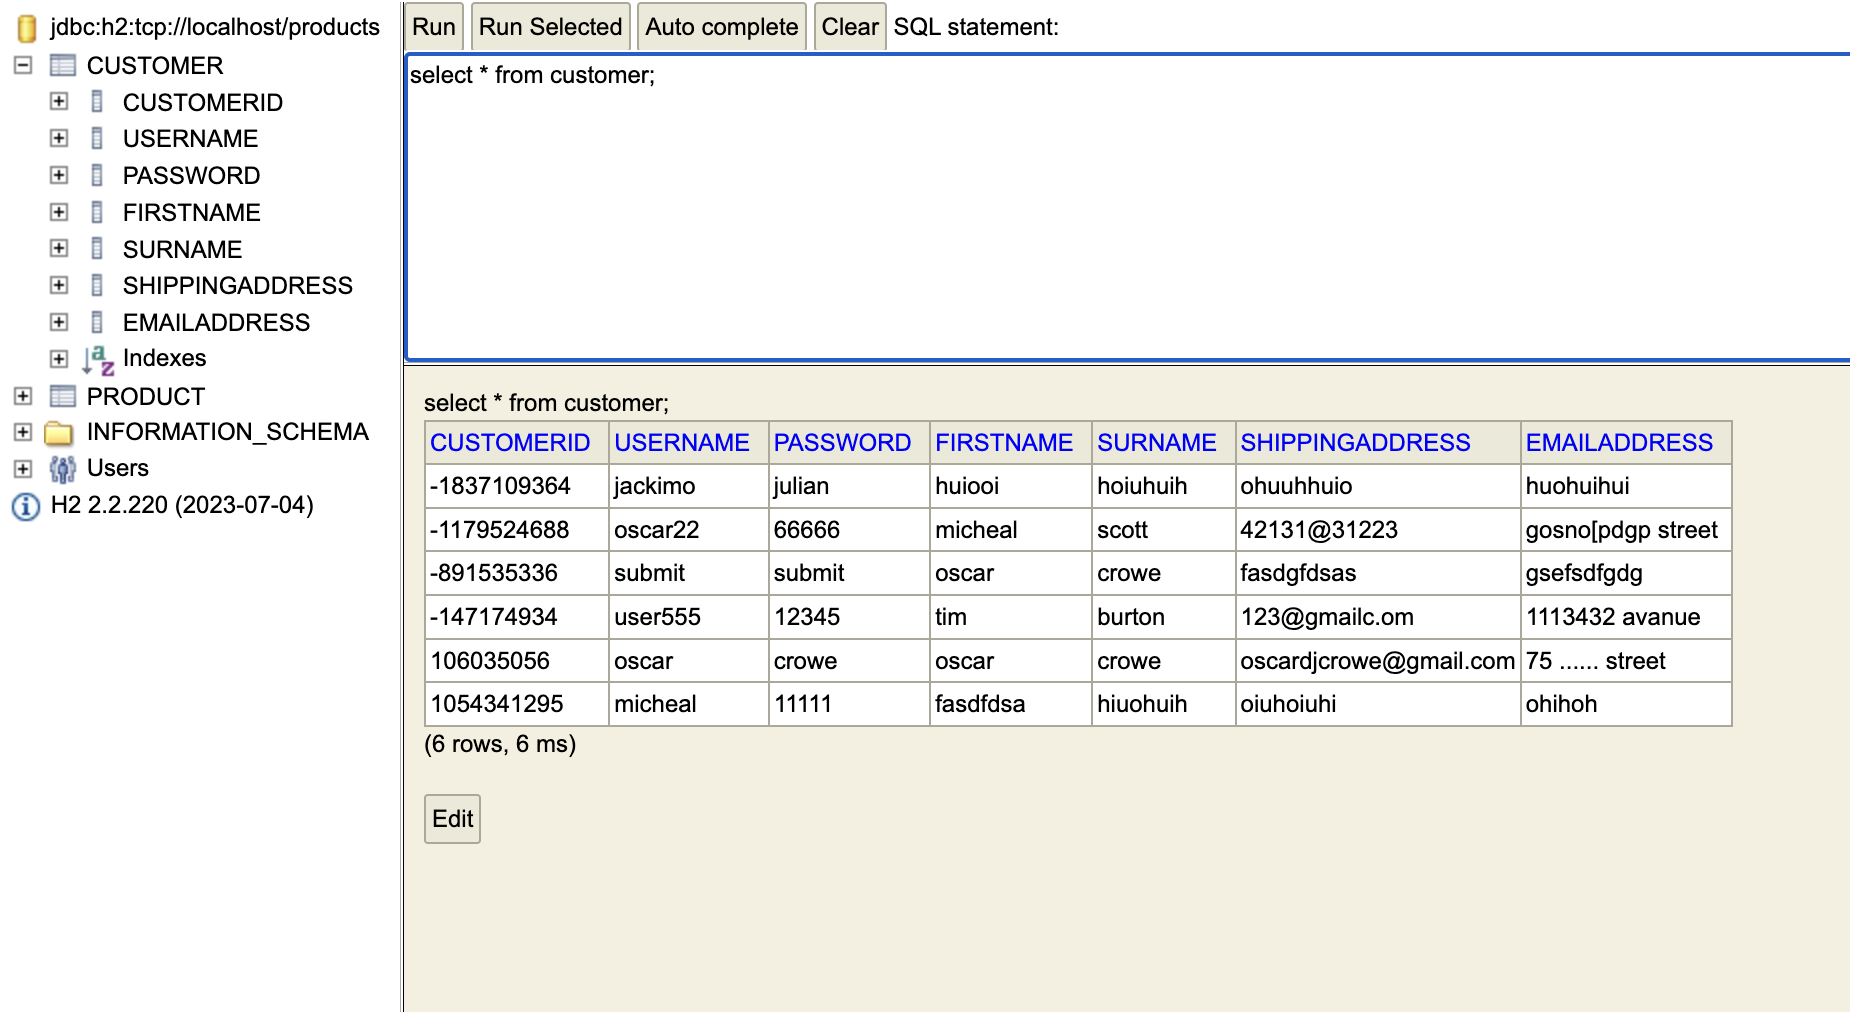 jdbc:h2:tcp://localhost/products
CUSTOMER
CUSTOMERID
USERNAME
PASSWORD
FIRSTNAME
SURNAME
SHIPPINGADDRESS
EMAILADDRESS
Indexes
PRODUCT
INFORMATION_SCHEMA
Users
H2 2.2.220 (2023-07-04)
Run Run Selected Auto complete Clear SQL statement:
select * from customer;
select * from customer;
CUSTOMERID USERNAME PASSWORD FIRSTNAME SURNAME SHIPPINGADDRESS EMAILADDRESS
-1837109364 jackimo julian huiooi hoiuhuih ohuuhhuio huohuihui
-1179524688 oscar22 66666 micheal scott 42131@31223 gosno[pdgp street
-891535336 submit submit oscar crowe fasdgfdsas gsefsdfgdg
-147174934 user555 12345 tim burton 123@gmailc.om 1113432 avanue
106035056 oscar crowe oscar crowe oscardjcrowe@gmail.com 75 ...... street
1054341295 micheal 11111 fasdfdsa hiuohuih oiuhoiuhi ohihoh
(6 rows, 6 ms)
Edit